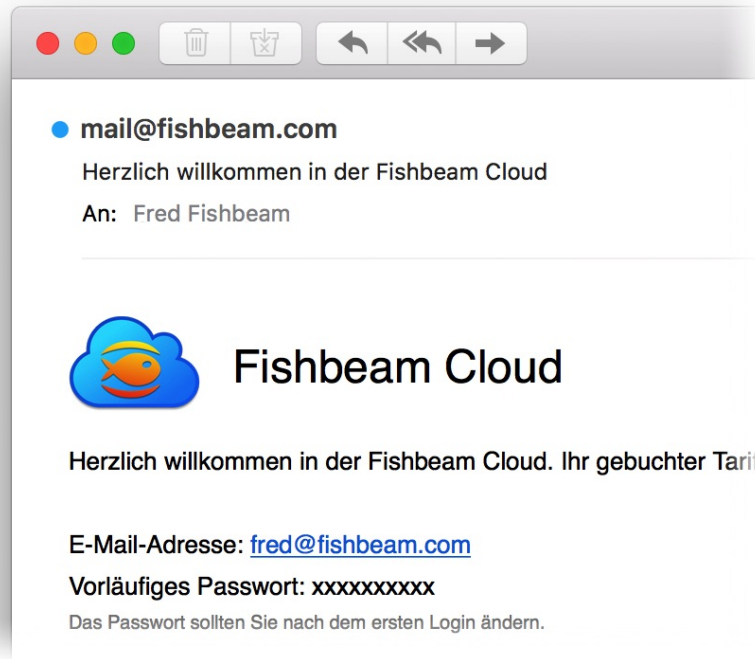 mail@fishbeam.com
Herzlich willkommen in der Fishbeam Cloud
An: Fred Fishbeam
Fishbeam Cloud
Herzlich willkommen in der Fishbeam Cloud. Ihr gebuchter Tarif
E-Mail-Adresse: fred@fishbeam.com
Vorläufiges Passwort: xxxxxxxxxx
Das Passwort sollten Sie nach dem ersten Login ändern.